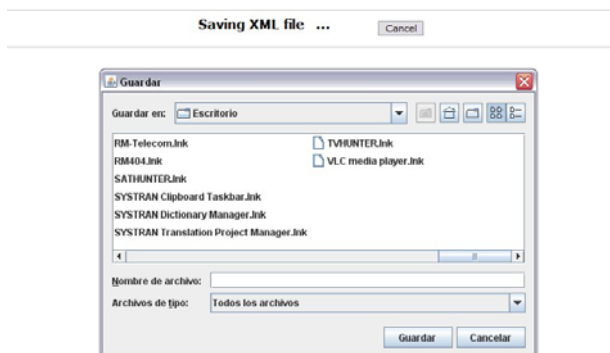 Saving XML file ... Cancel
Guardar
Guardar en: Escritorio
RM-Telecom.lnk TVHUNTER.lnk
RM404.lnk VLC media player.lnk
SATHUNTER.lnk
SYSTRAN Clipboard Taskbar.lnk
SYSTRAN Dictionary Manager.lnk
SYSTRAN Translation Project Manager.lnk
Nombre de archivo:
Archivos de tipo: Todos los archivos
Guardar Cancelar